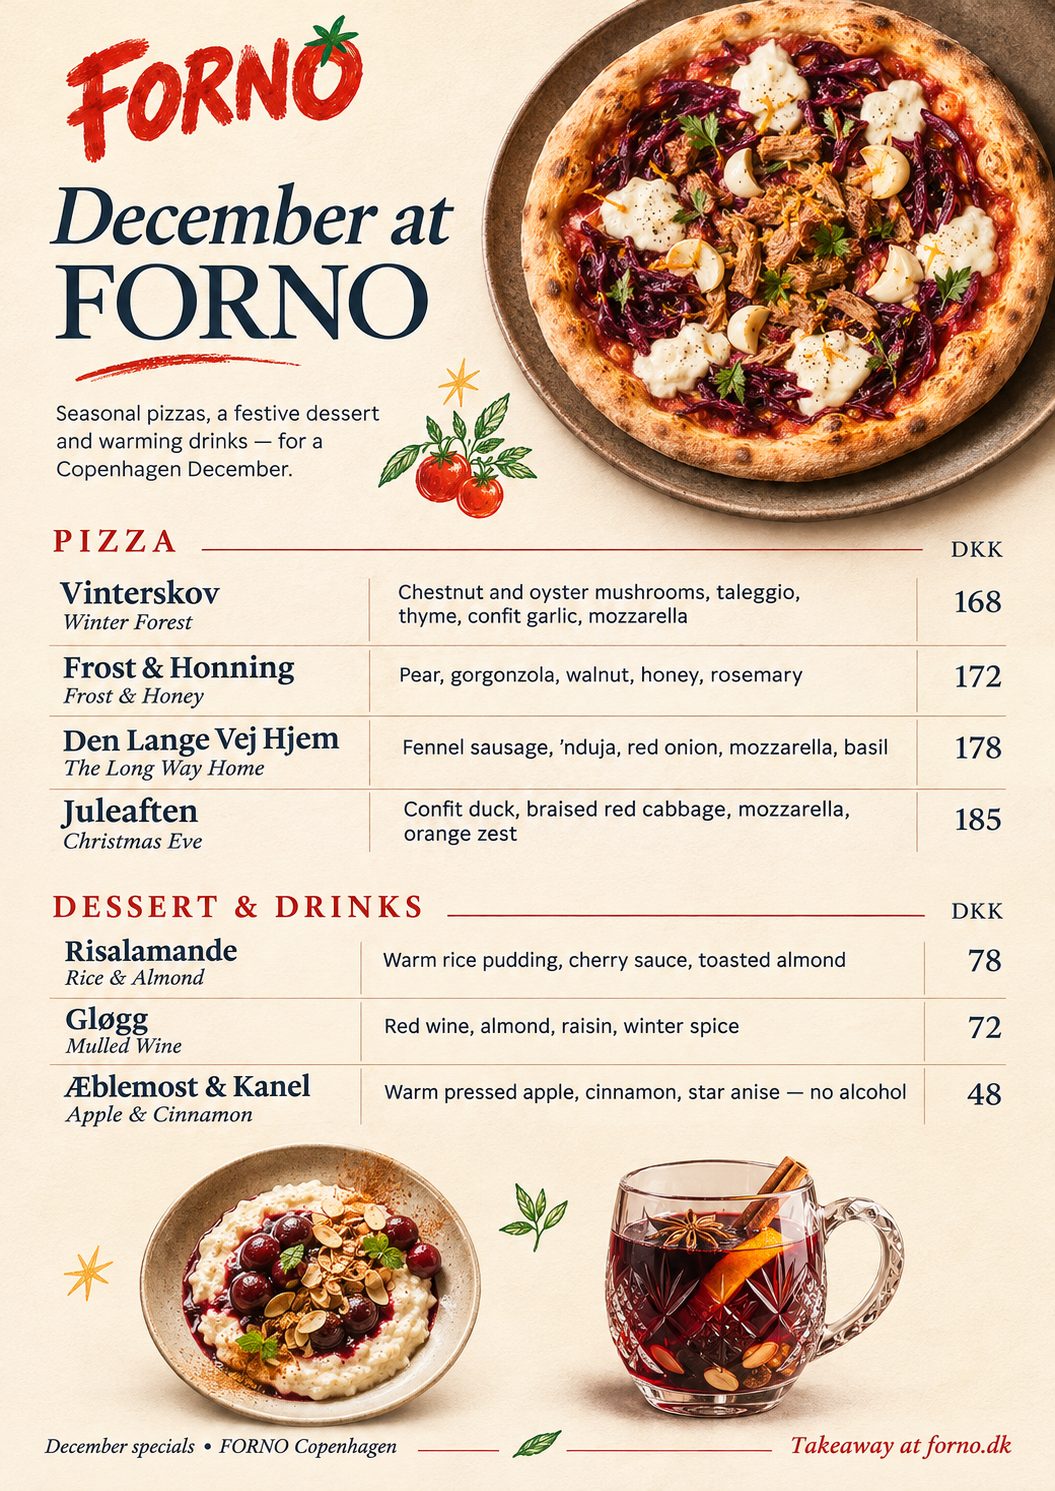 FORNO
December at
FORNO
Seasonal pizzas, a festive dessert
and warming drinks — for a
Copenhagen December.
PIZZA
DKK
Vinterskov
Winter Forest
Chestnut and oyster mushrooms, taleggio,
thyme, confit garlic, mozzarella
168
Frost & Honning
Frost & Honey
Pear, gorgonzola, walnut, honey, rosemary
172
Den Lange Vej Hjem
The Long Way Home
Fennel sausage, ’nduja, red onion, mozzarella, basil
178
Juleaften
Christmas Eve
Confit duck, braised red cabbage, mozzarella,
orange zest
185
DESSERT & DRINKS
DKK
Risalamande
Rice & Almond
Warm rice pudding, cherry sauce, toasted almond
78
Gløgg
Mulled Wine
Red wine, almond, raisin, winter spice
72
Æblemost & Kanel
Apple & Cinnamon
Warm pressed apple, cinnamon, star anise — no alcohol
48
December specials • FORNO Copenhagen
Takeaway at forno.dk